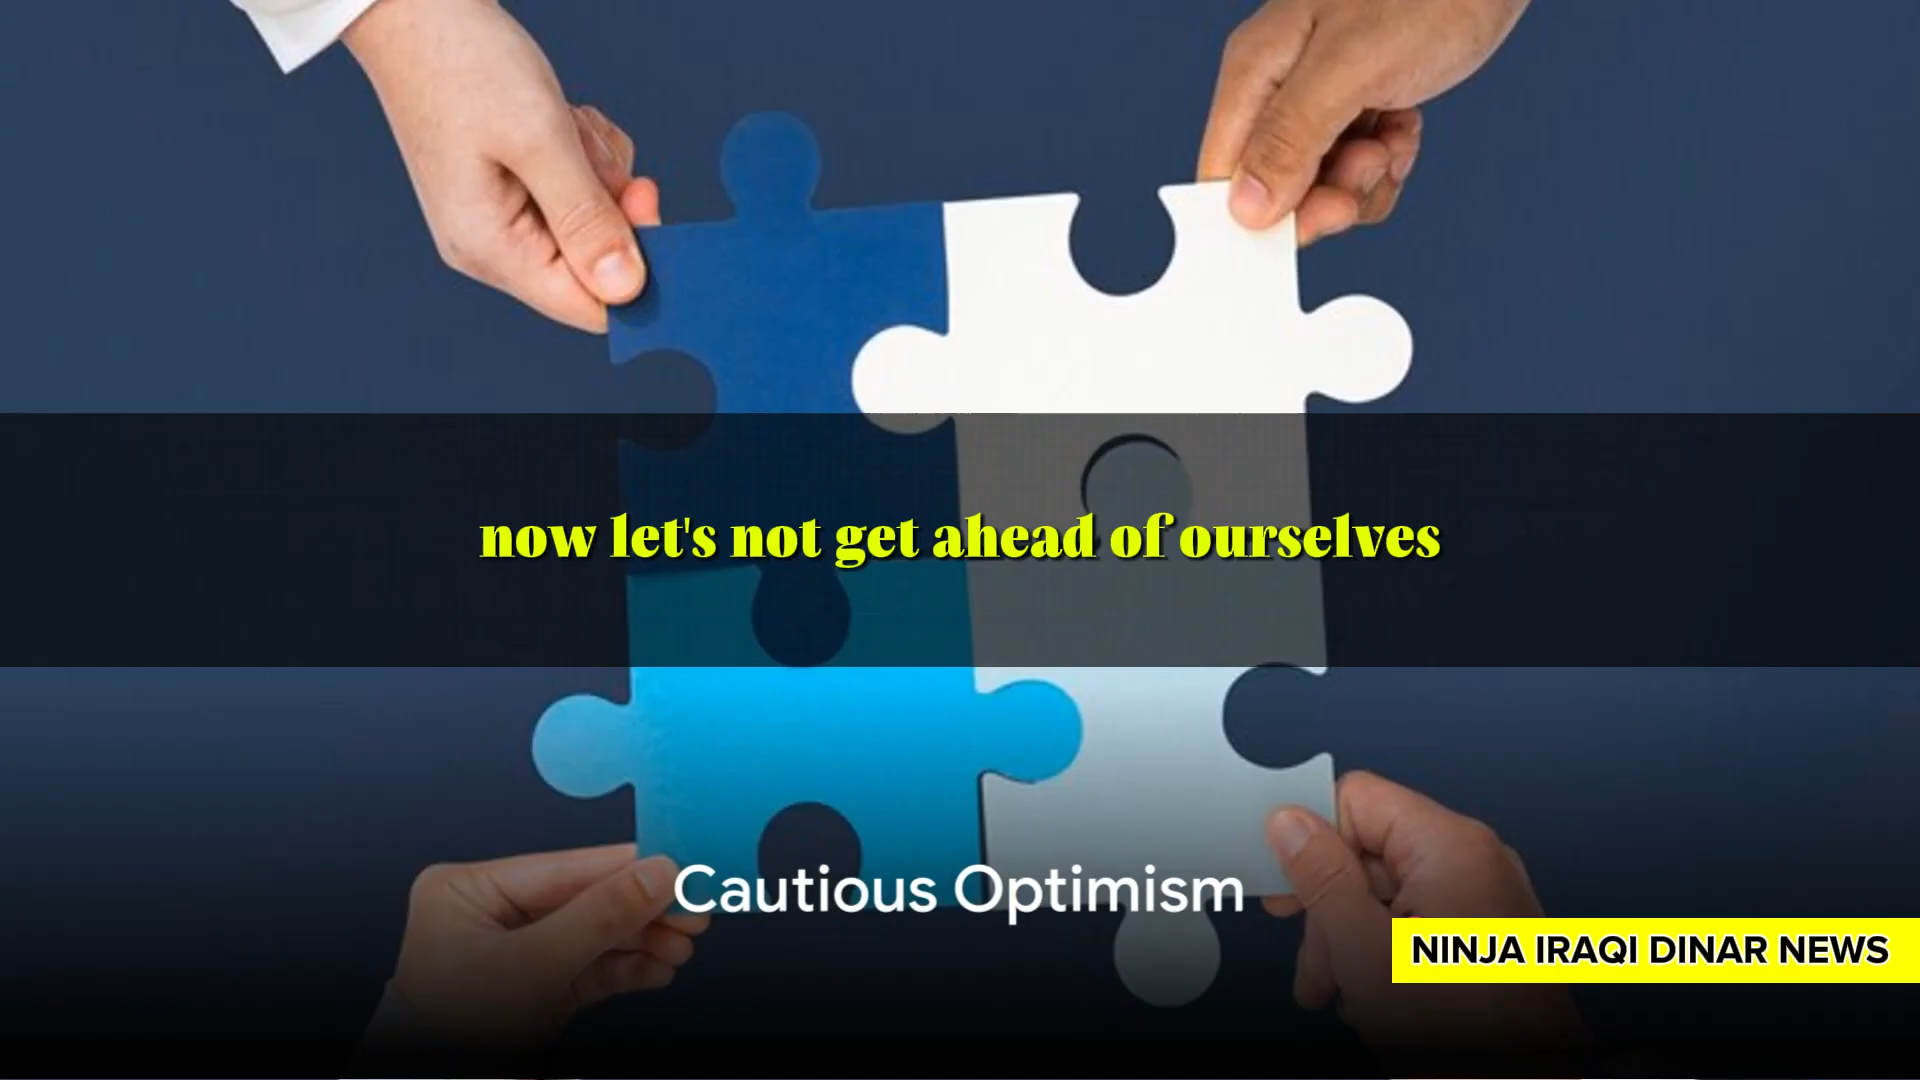 now let's not get ahead of ourselves
Cautious Optimism
NINJA IRAQI DINAR NEWS